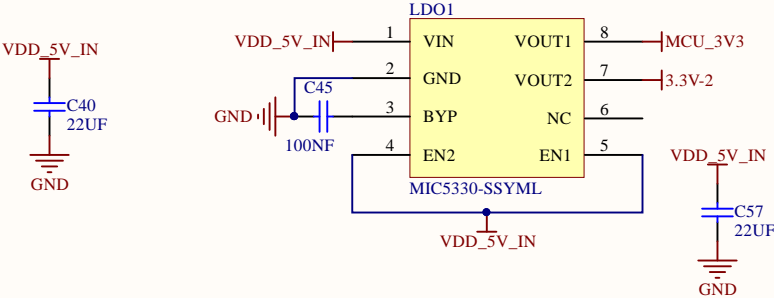 LDO1
VDD_5V_IN
C40
22UF
GND
VDD_5V_IN
1
VIN
VOUT1
8
MCU_3V3
2
GND
VOUT2
7
3.3V-2
C45
GND
100NF
3
BYP
NC
6
4
EN2
EN1
5
MIC5330-SSYML
VDD_5V_IN
VDD_5V_IN
C57
22UF
GND